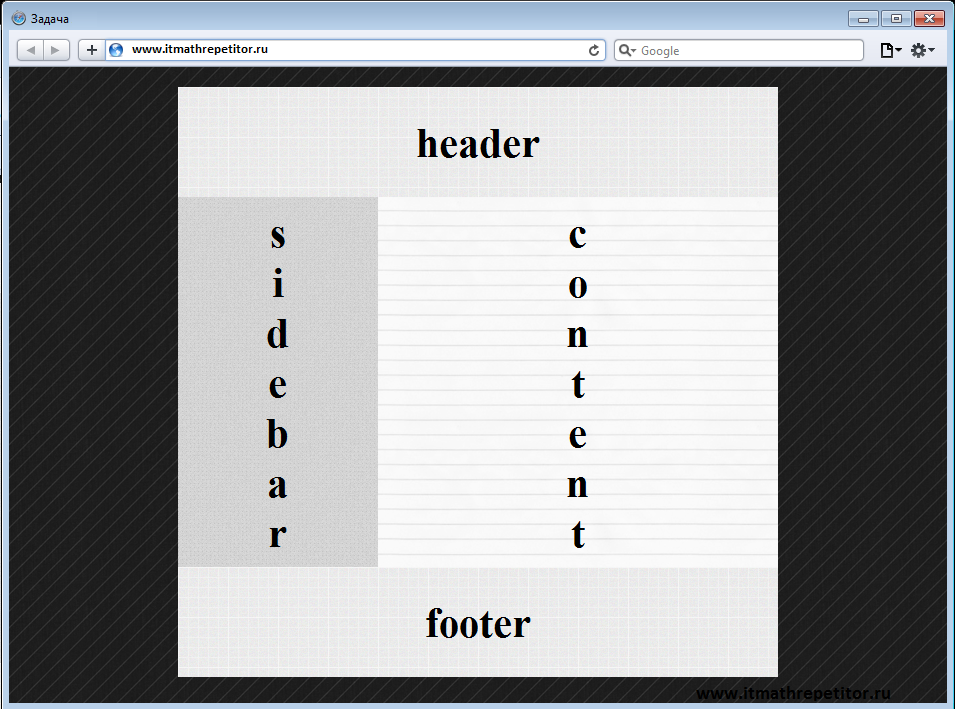 Задача
www.itmathrepetitor.ru
Google
header
s
i
d
e
b
a
r
c
o
n
t
e
n
t
footer
www.itmathrepetitor.ru